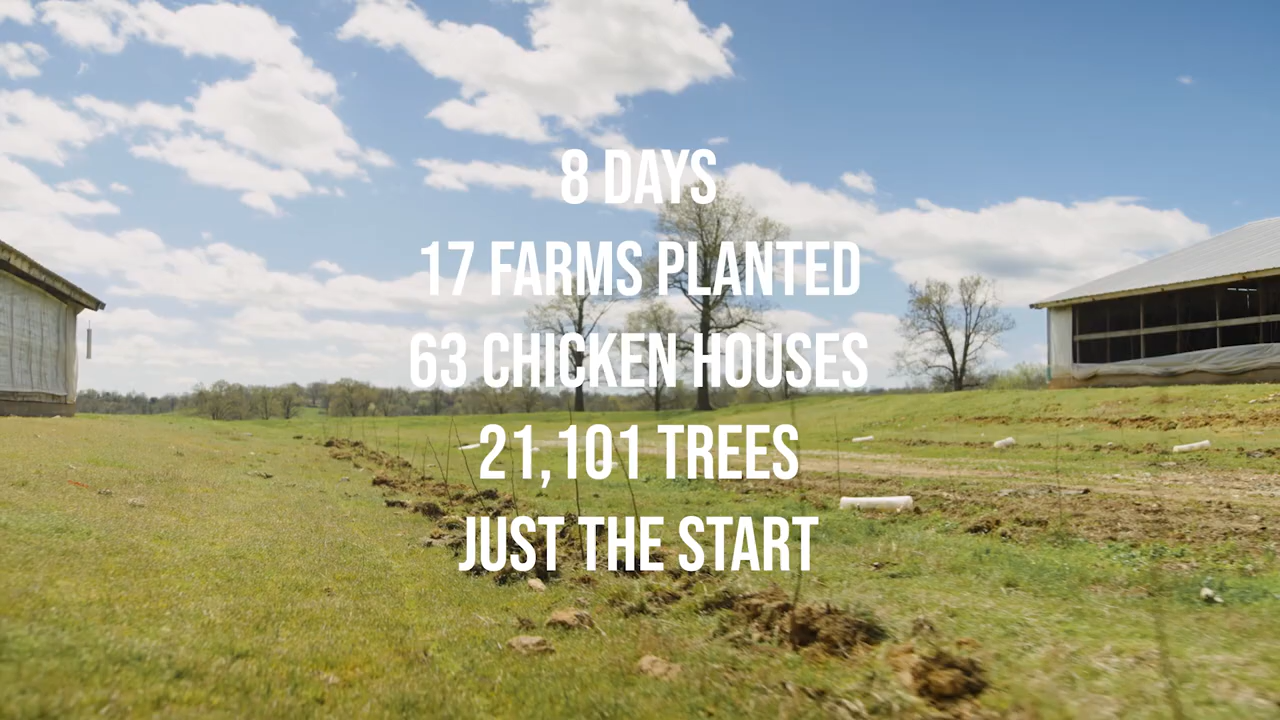 8 DAYS
17 FARMS PLANTED
63 CHICKEN HOUSES
21,101 TREES
JUST THE START